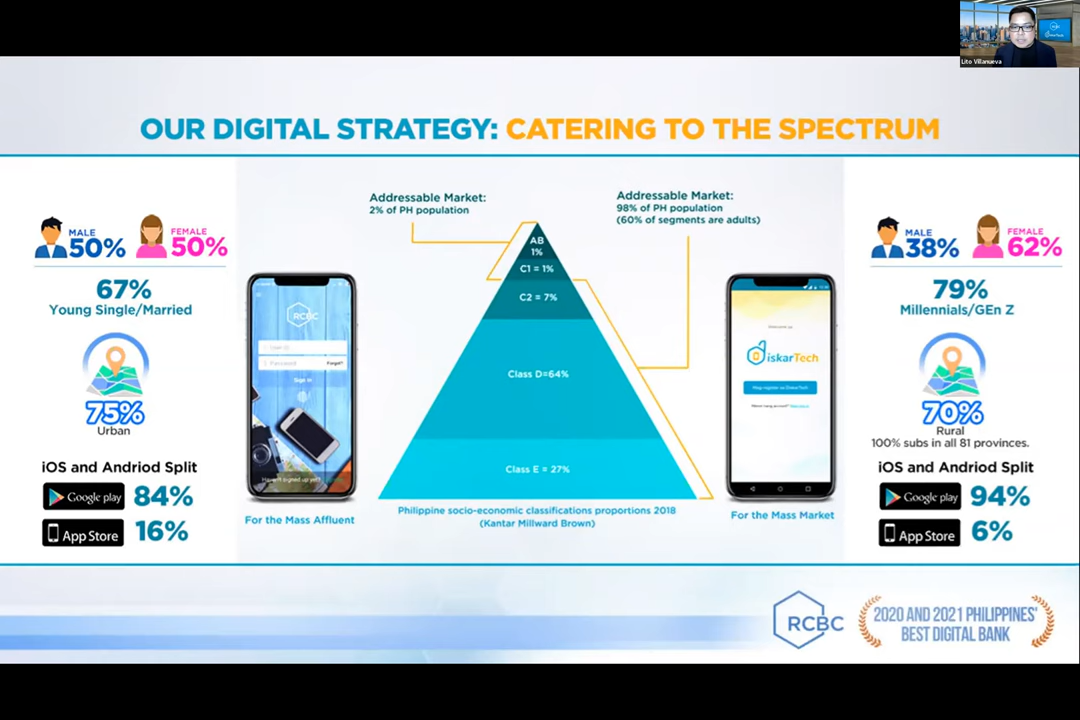 Lito Villanueva
OUR DIGITAL STRATEGY: CATERING TO THE SPECTRUM
MALE
50%
FEMALE
50%
67%
Young Single/Married
75%
Urban
iOS and Andriod Split
Google play 84%
App Store 16%
RCBC
Forgot?
Sign in
Haven't signed up yet?
For the Mass Affluent
Addressable Market:
2% of PH population
Addressable Market:
98% of PH population
(60% of segments are adults)
AB
1%
C1 = 1%
C2 = 7%
Class D=64%
Class E = 27%
Philippine socio-economic classifications proportions 2018
(Kantar Millward Brown)
DiskarTech
For the Mass Market
MALE
38%
FEMALE
62%
79%
Millennials/GEn Z
70%
Rural
100% subs in all 81 provinces.
iOS and Andriod Split
Google play 94%
App Store 6%
RCBC
2020 AND 2021 PHILIPPINES'
BEST DIGITAL BANK